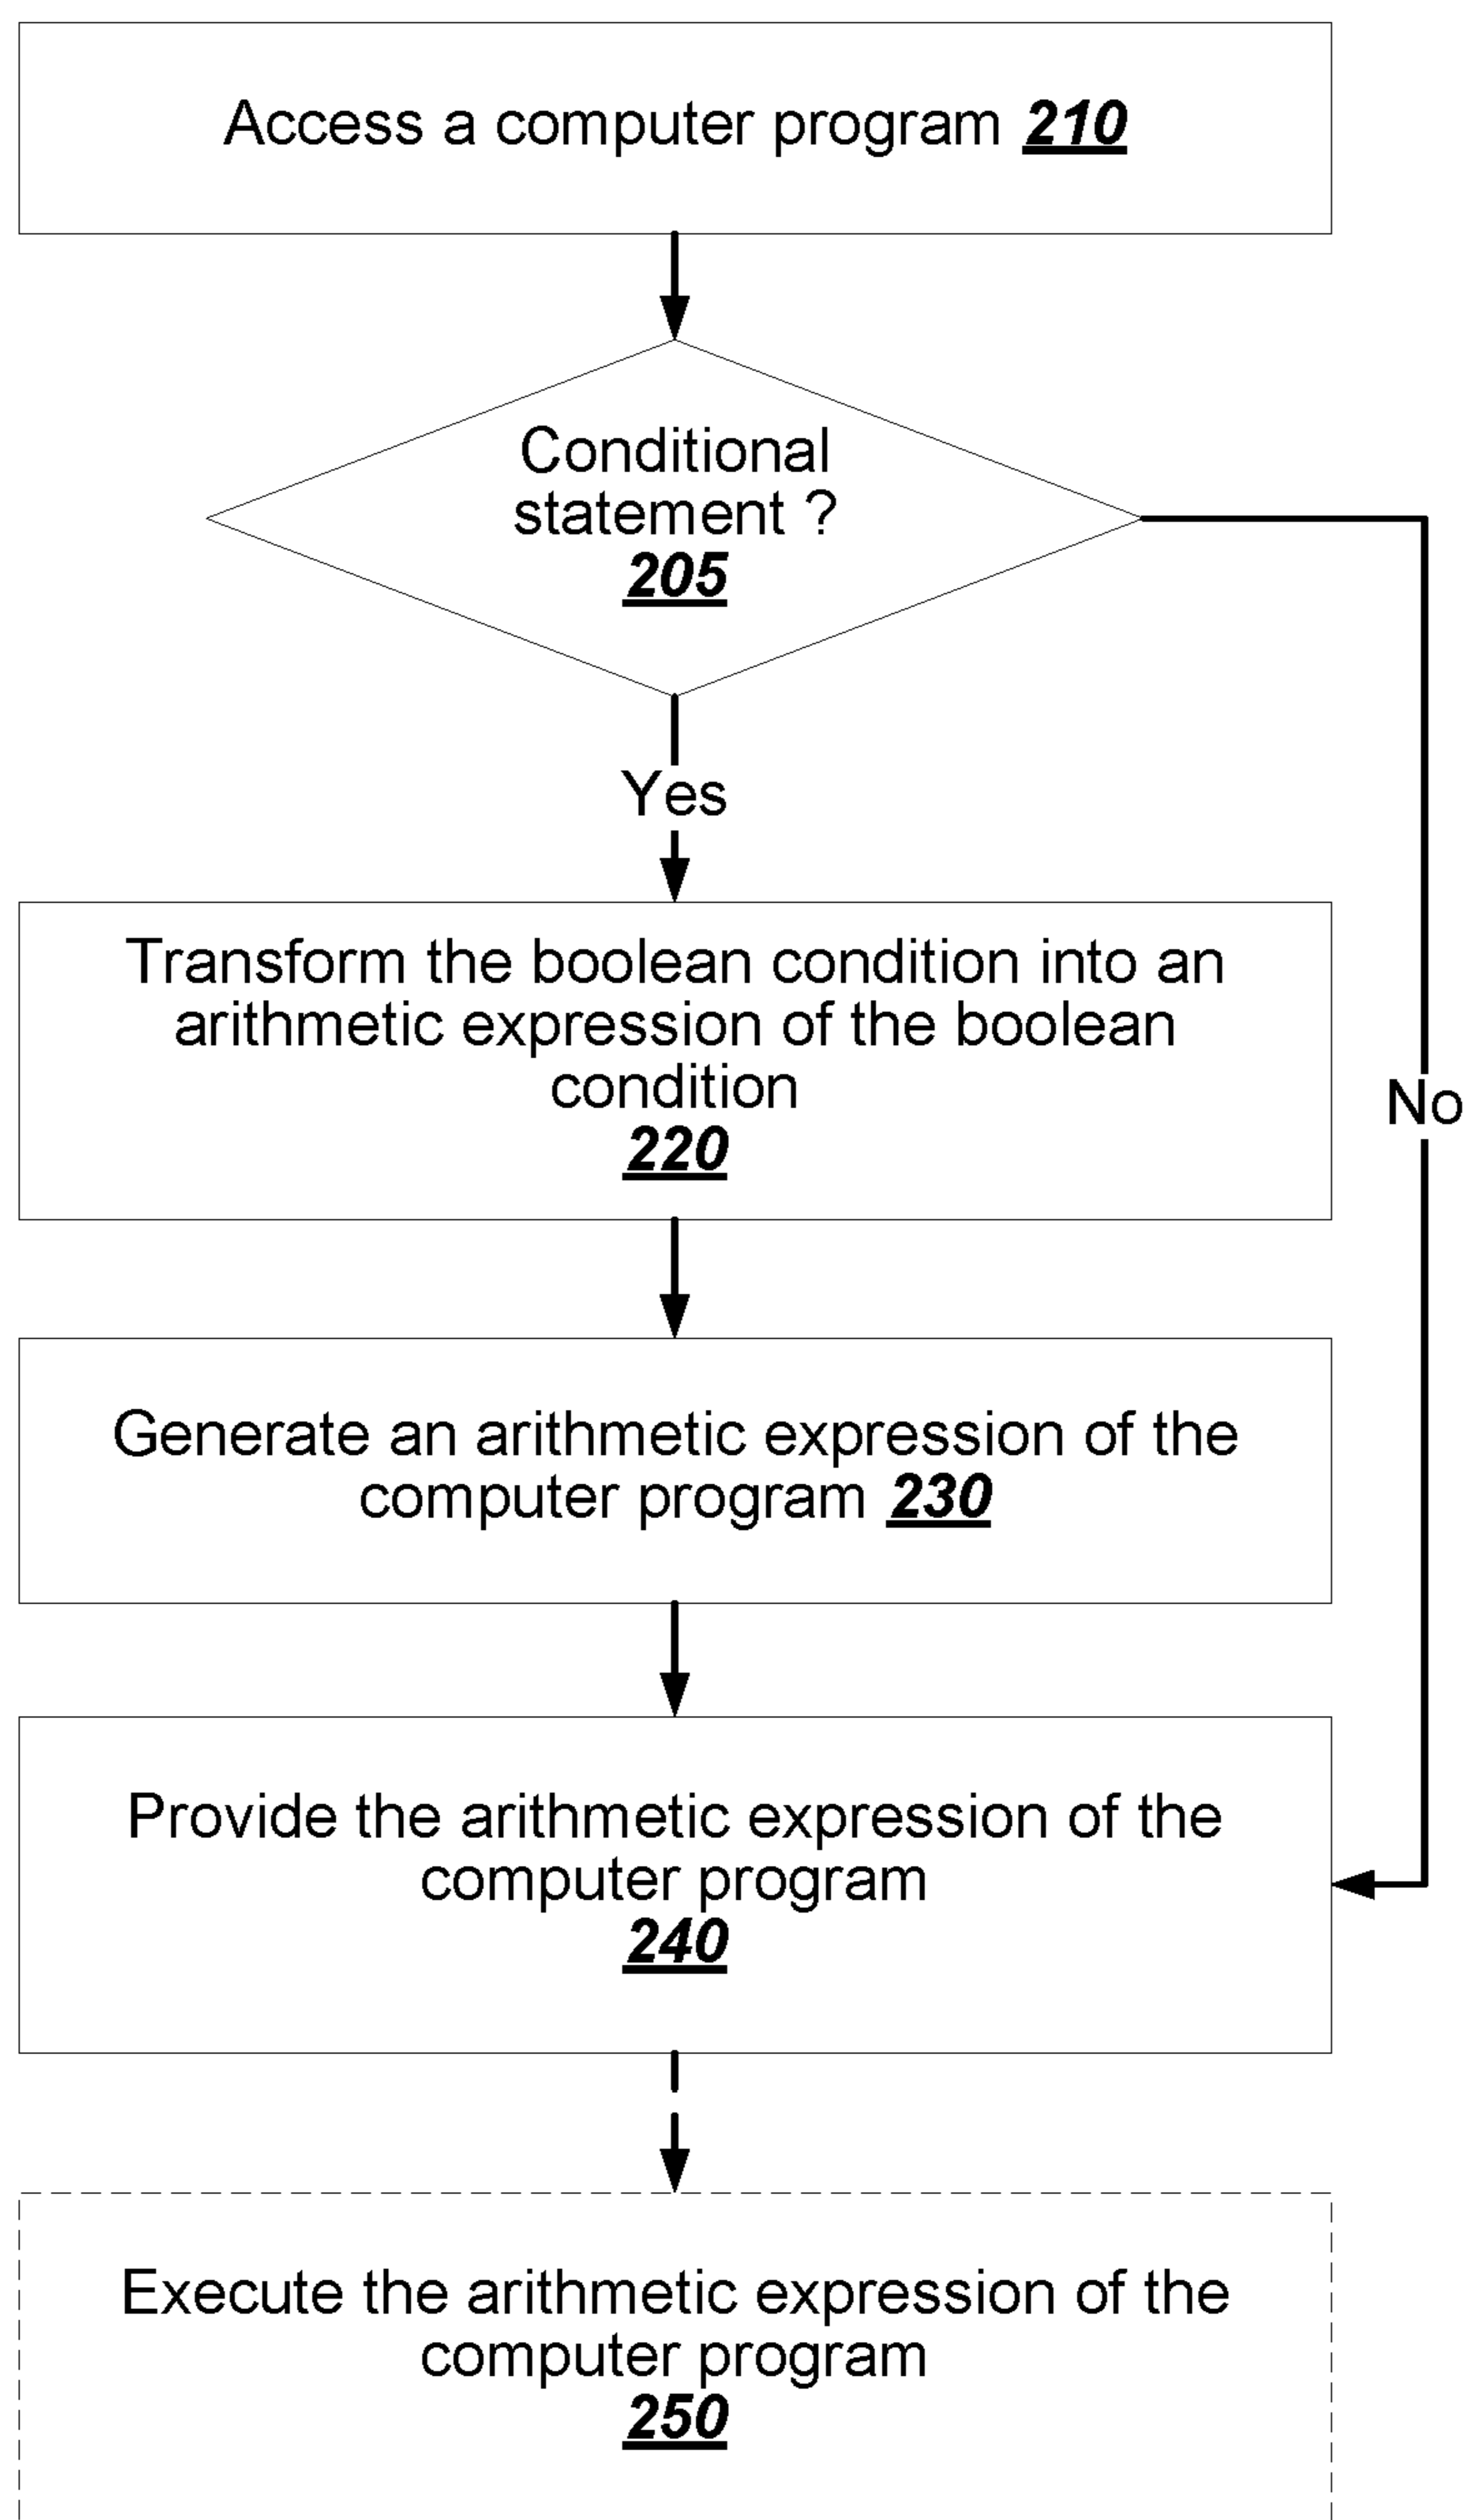 Access a computer program 210
Conditional
statement ?
205
Yes
Transform the boolean condition into an
arithmetic expression of the boolean
condition
220
No
Generate an arithmetic expression of the
computer program 230
Provide the arithmetic expression of the
computer program
240
Execute the arithmetic expression of the
computer program
250